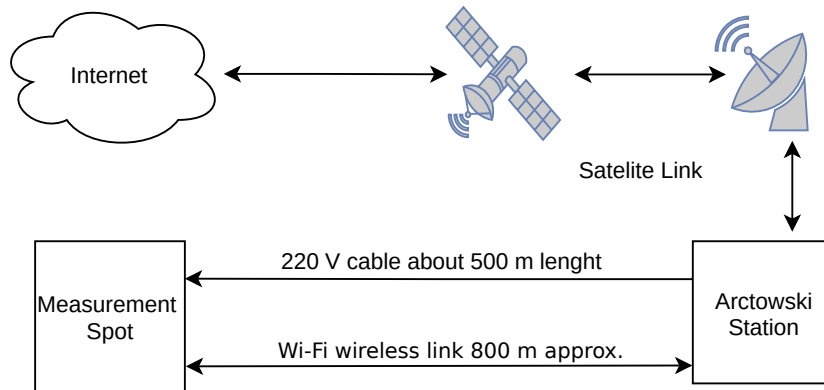 Internet
Satelite Link
220 V cable about 500 m lenght
Measurement
Spot
Arctowski
Station
Wi-Fi wireless link 800 m approx.